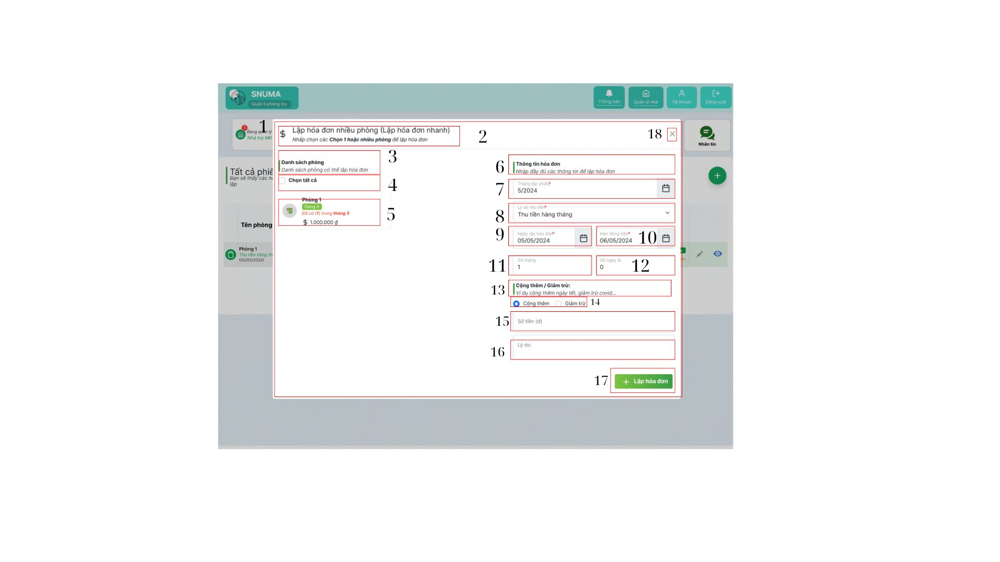 SNUMA
Quản lí phòng trọ
Thông báo
Quản lý nhà
Tài khoản
Đăng xuất
1
1
Đang quản lý
Nhà trọ MK
Nhắn tin
Lập hóa đơn nhiều phòng (Lập hóa đơn nhanh)
Nhấp chọn các Chọn 1 hoặc nhiều phòng để lập hóa đơn
2
18
Tất cả phiế
Bạn sẽ thấy các h
lập
Tên phòng
Phòng 1
Thu tiền hàng th
(05/05/2024)
Danh sách phòng
Danh sách phòng có thể lập hóa đơn
3
Chọn tất cả
4
Phòng 1
Đang ở
Đã có (1) trong tháng 5
$ 1.000.000 ₫
5
6
Thông tin hóa đơn
Nhập đầy đủ các thông tin để lập hóa đơn
7
Tháng lập phiếu*
5/2024
8
Lý do thu tiền*
Thu tiền hàng tháng
9
Ngày lập hóa đơn*
05/05/2024
Hạn đóng tiền*
06/05/2024
10
11
Số tháng
1
Số ngày lẻ
0
12
13
Cộng thêm / Giảm trừ:
Ví dụ cộng thêm ngày tết, giảm trừ covid...
Cộng thêm
Giảm trừ
14
15
Số tiền (đ)
16
Lý do
17
+ Lập hóa đơn